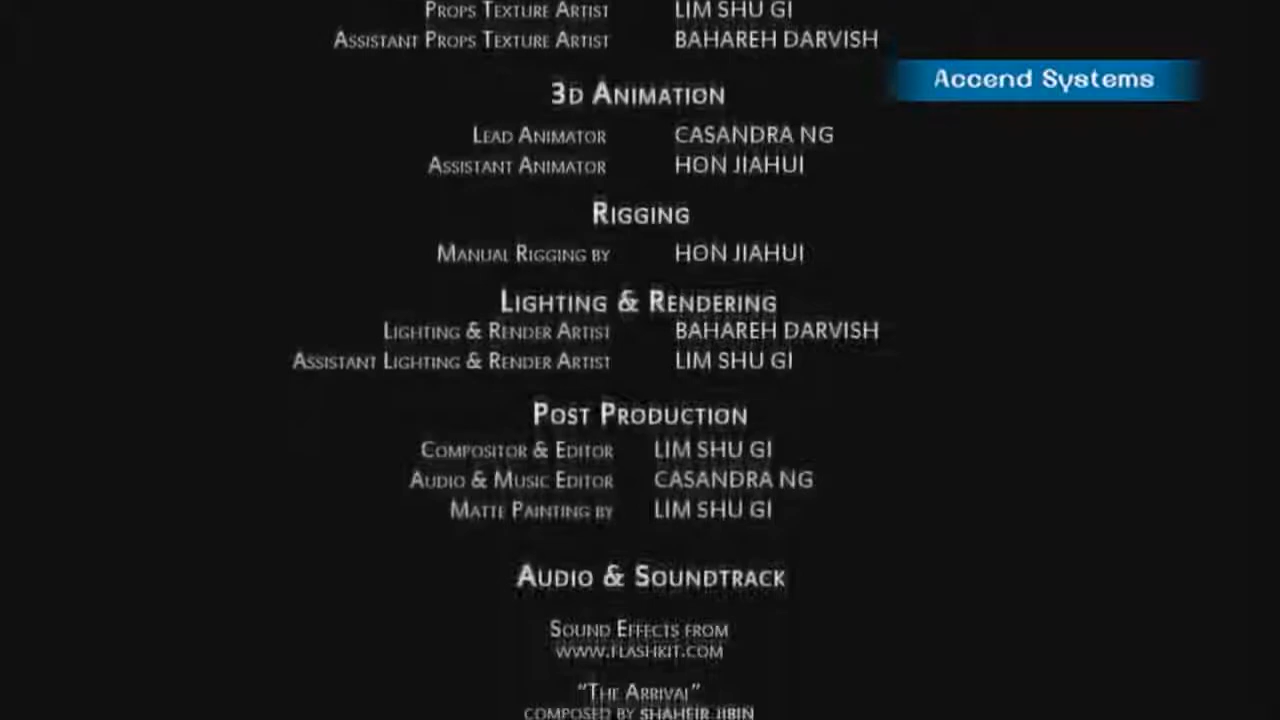 PROPS TEXTURE ARTIST LIM SHU GI
ASSISTANT PROPS TEXTURE ARTIST BAHAREH DARVISH
Accend Systems
3D ANIMATION
LEAD ANIMATOR CASANDRA NG
ASSISTANT ANIMATOR HON JIAHUI
RIGGING
MANUAL RIGGING BY HON JIAHUI
LIGHTING & RENDERING
LIGHTING & RENDER ARTIST BAHAREH DARVISH
ASSISTANT LIGHTING & RENDER ARTIST LIM SHU GI
POST PRODUCTION
COMPOSITOR & EDITOR LIM SHU GI
AUDIO & MUSIC EDITOR CASANDRA NG
MATTE PAINTING BY LIM SHU GI
AUDIO & SOUNDTRACK
SOUND EFFECTS FROM
WWW.FLASHKIT.COM
"THE ARRIVAL"
COMPOSED BY SHAHEIR JIBIN